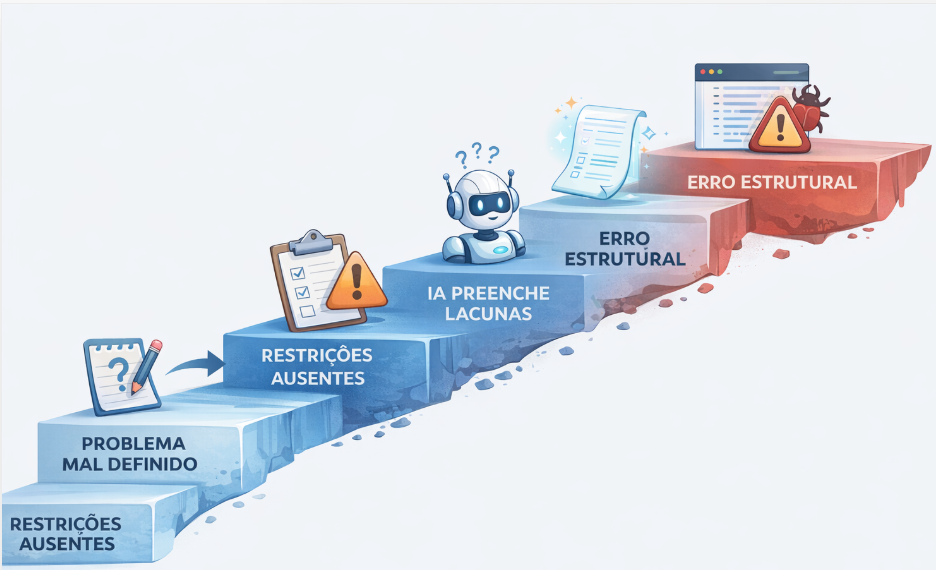 ERRO ESTRUTURAL
ERRO
ESTRUTURAL
IA PREENCHE
LACUNAS
RESTRIÇÕES
AUSENTES
PROBLEMA
MAL DEFINIDO
RESTRIÇÕES
AUSENTES